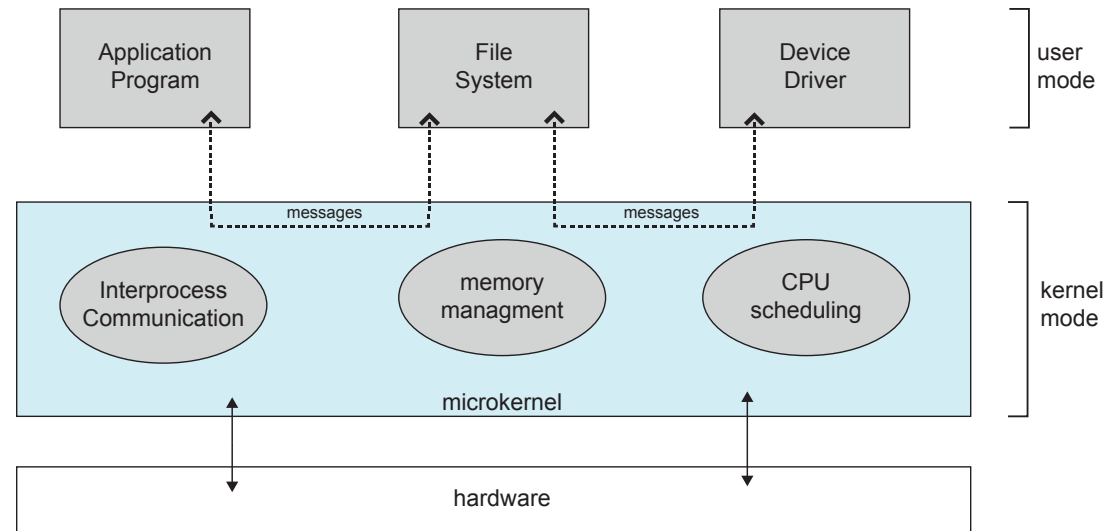 Application
Program
File
System
Device
Driver
user
mode
messages
messages
Interprocess
Communication
memory
managment
CPU
scheduling
kernel
mode
microkernel
hardware